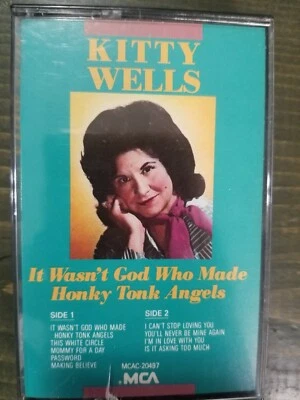 KITTY
WELLS
It Wasn't God Who Made
Honky Tonk Angels
SIDE 1
IT WASN'T GOD WHO MADE
HONKY TONK ANGELS
THIS WHITE CIRCLE
MOMMY FOR A DAY
PASSWORD
MAKING BELIEVE
SIDE 2
I CAN'T STOP LOVING YOU
YOU'LL NEVER BE MINE AGAIN
I'M IN LOVE WITH YOU
IS IT ASKING TOO MUCH
MCAC-20497
MCA